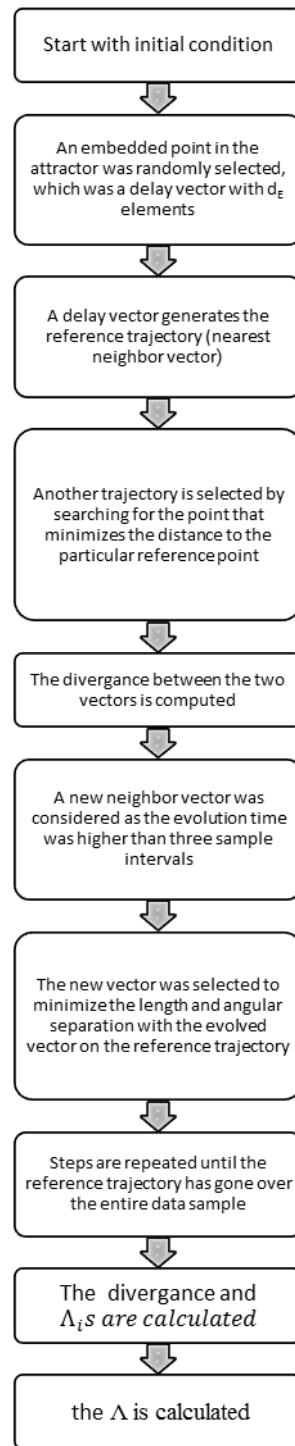 Start with initial condition
An embedded point in the
attractor was randomly selected,
which was a delay vector with dE
elements
A delay vector generates the
reference trajectory (nearest
neighbor vector)
Another trajectory is selected by
searching for the point that
minimizes the distance to the
particular reference point
The divergance between the two
vectors is computed
A new neighbor vector was
considered as the evolution time
was higher than three sample
intervals
The new vector was selected to
minimize the length and angular
separation with the evolved
vector on the reference trajectory
Steps are repeated until the
reference trajectory has gone over
the entire data sample
The divergance and
Λis are calculated
the Λ is calculated